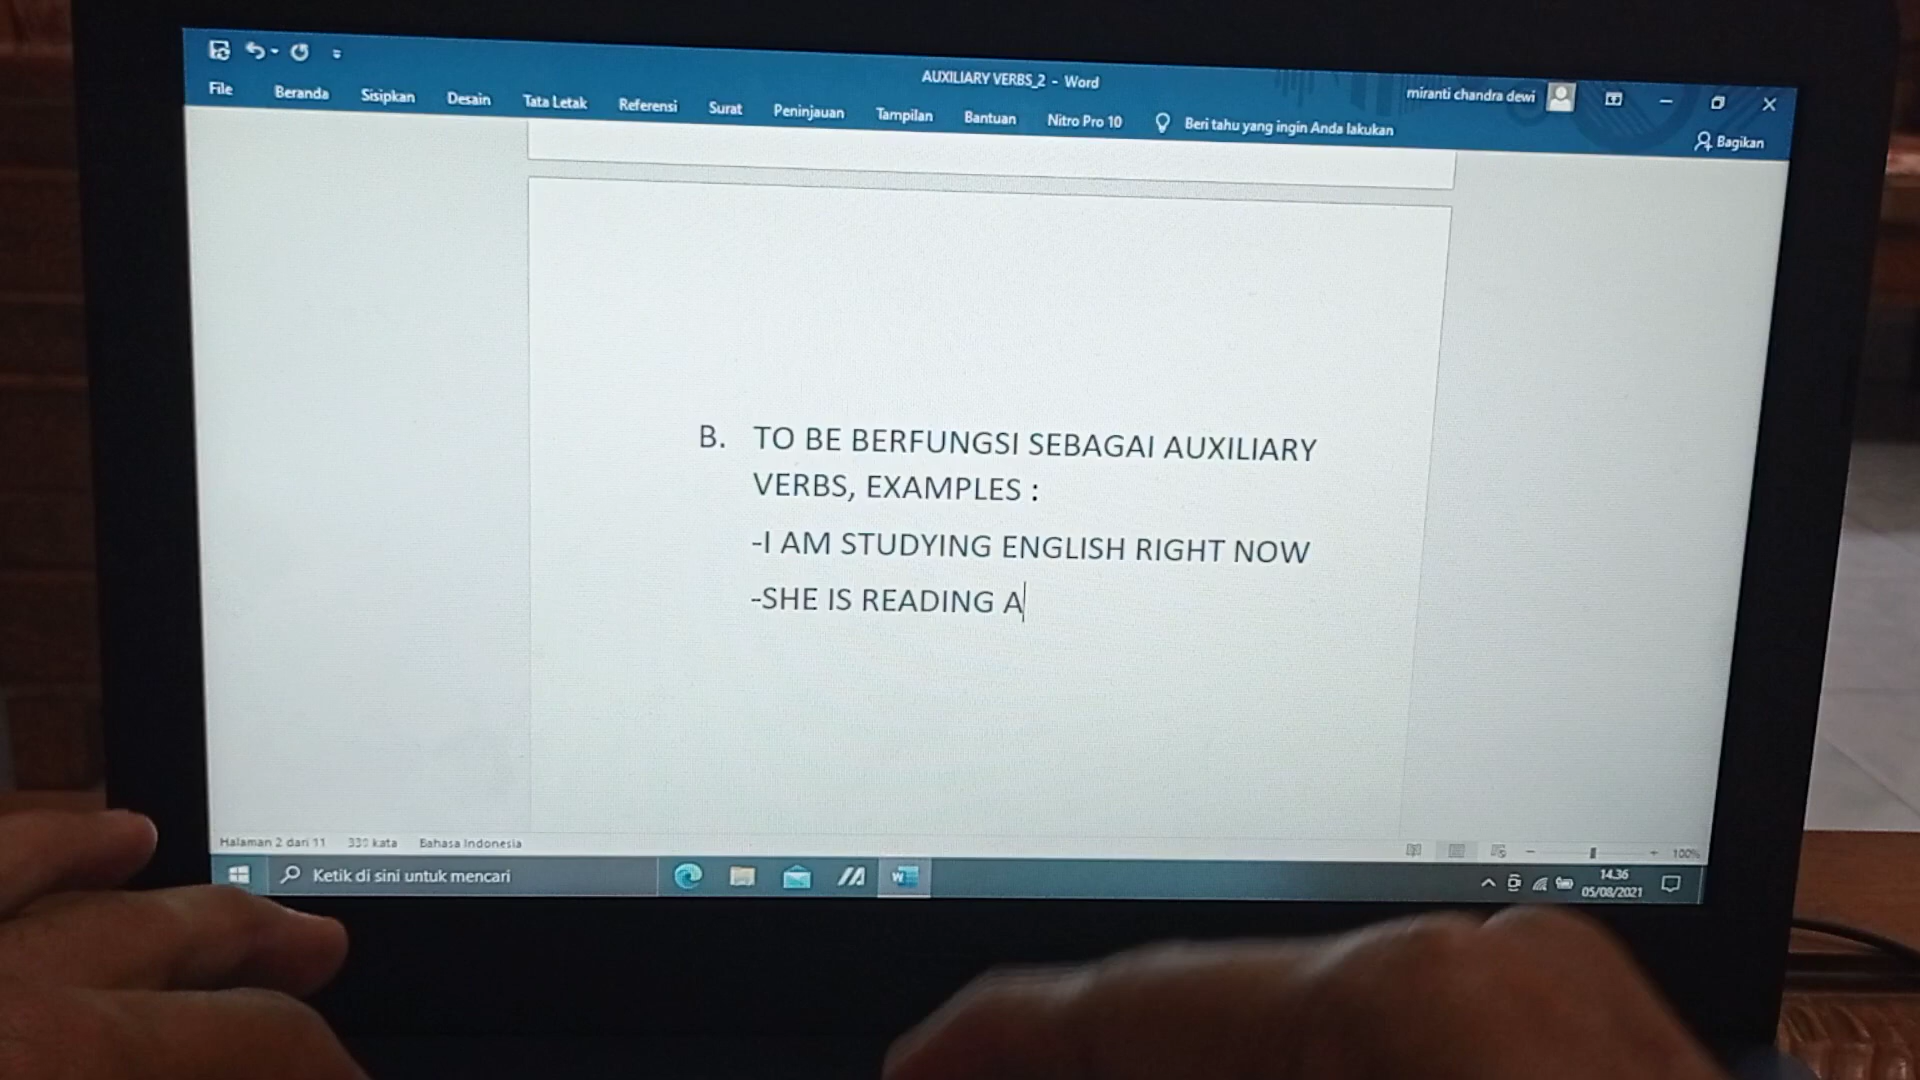 AUXILIARY VERBS_2 - Word
miranti chandra dewi
File Beranda Sisipkan Desain Tata Letak Referensi Surat Peninjauan Tampilan Bantuan Nitro Pro 10 Beri tahu yang ingin Anda lakukan
Bagikan
B. TO BE BERFUNGSI SEBAGAI AUXILIARY
VERBS, EXAMPLES :
-I AM STUDYING ENGLISH RIGHT NOW
-SHE IS READING A
Halaman 2 dari 11 kata Bahasa Indonesia
100%
Ketik di sini untuk mencari
14.36
05/08/2021